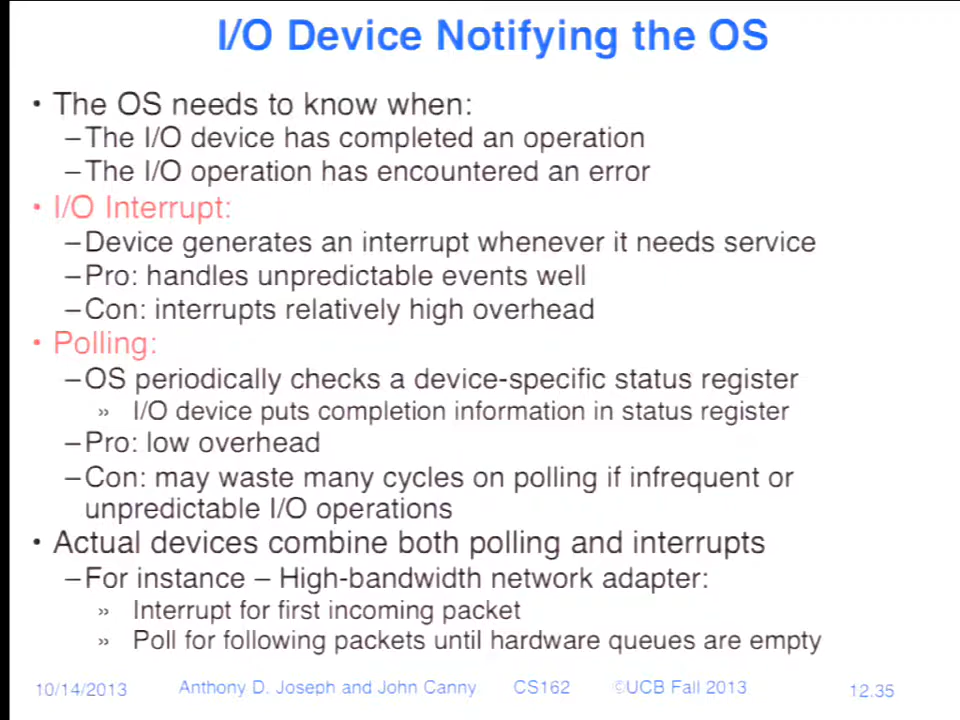 I/O Device Notifying the OS
• The OS needs to know when:
–The I/O device has completed an operation
–The I/O operation has encountered an error
• I/O Interrupt:
–Device generates an interrupt whenever it needs service
–Pro: handles unpredictable events well
–Con: interrupts relatively high overhead
• Polling:
–OS periodically checks a device-specific status register
» I/O device puts completion information in status register
–Pro: low overhead
–Con: may waste many cycles on polling if infrequent or
unpredictable I/O operations
• Actual devices combine both polling and interrupts
–For instance – High-bandwidth network adapter:
» Interrupt for first incoming packet
» Poll for following packets until hardware queues are empty
10/14/2013 Anthony D. Joseph and John Canny CS162 ©UCB Fall 2013 12.35